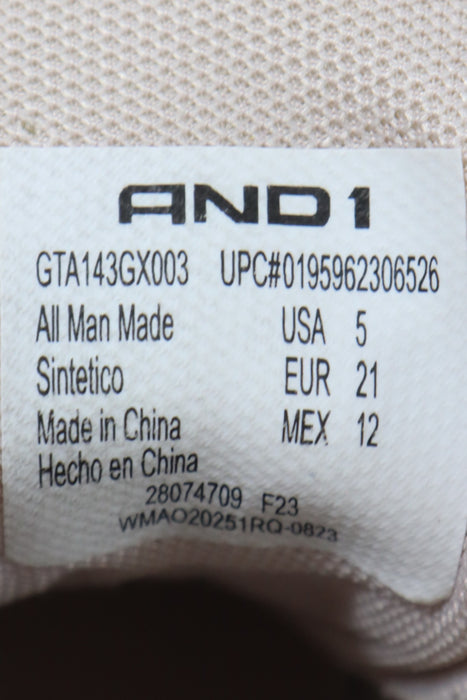 AND1
GTA143GX003 UPC#0195962306526
All Man Made USA 5
Sintetico EUR 21
Made in China MEX 12
Hecho en China
28074709 F23
WMAO20251RQ-0823